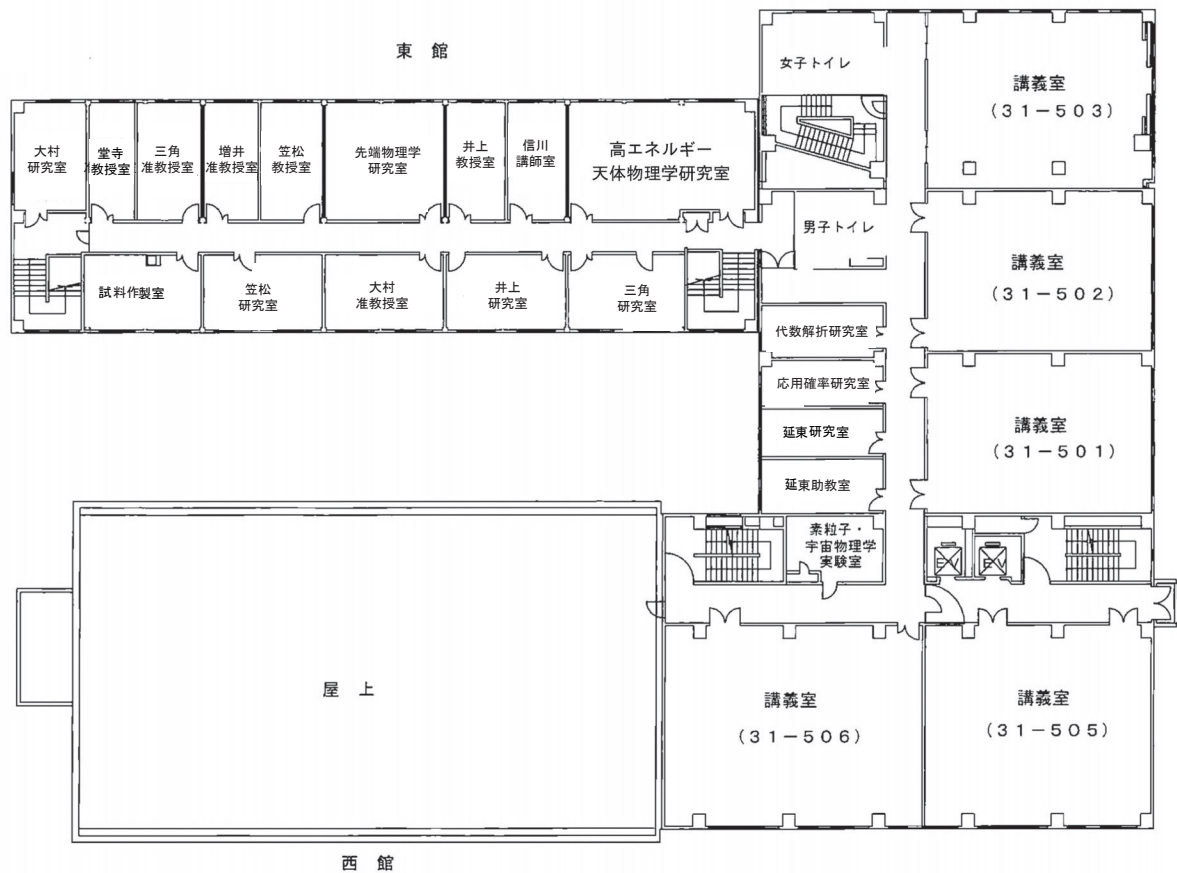 東 館
女子トイレ
講義室
(31-503)
大村
研究室
堂寺
教授室
三角
准教授室
増井
准教授室
笠松
教授室
先端物理学
研究室
井上
教授室
信川
講師室
高エネルギー
天体物理学研究室
男子トイレ
講義室
(31-502)
試料作製室
笠松
研究室
大村
准教授室
井上
研究室
三角
研究室
代数解折研究室
応用確率研究室
延東研究室
延東助教室
講義室
(31-501)
素粒子・
宇宙物理学
実験室
EV
EV
屋 上
講義室
(31-506)
講義室
(31-505)
西 館